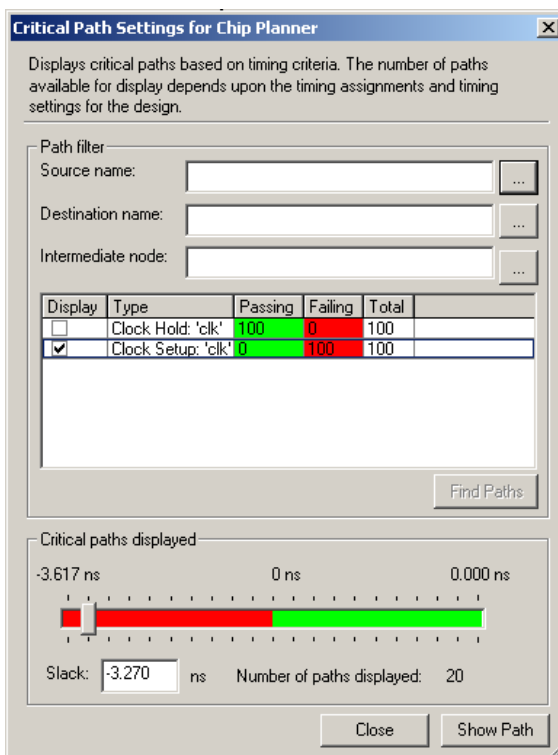 Critical Path Settings for Chip Planner
Displays critical paths based on timing criteria. The number of paths
available for display depends upon the timing assignments and timing
settings for the design.
Path filter
Source name:
...
Destination name:
...
Intermediate node:
...
Display Type Passing Failing Total
Clock Hold: 'clk' 100 0 100
Clock Setup: 'clk' 0 100 100
Find Paths
Critical paths displayed
-3.617 ns 0 ns 0.000 ns
Slack: -3.270 ns Number of paths displayed: 20
Close Show Path